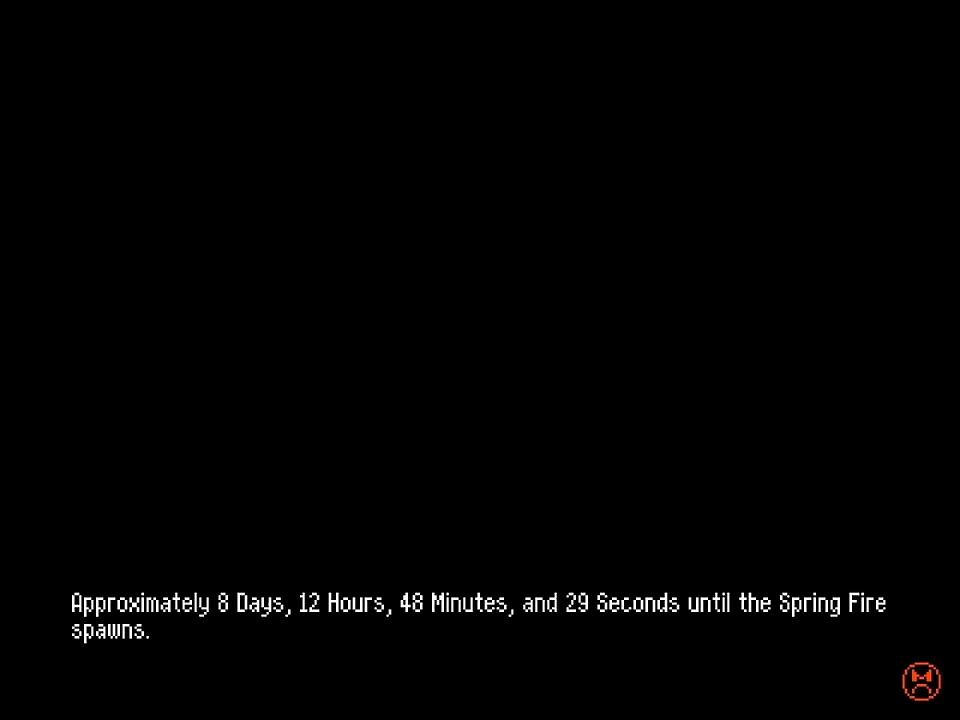 Approximately 8 Days, 12 Hours, 48 Minutes, and 29 Seconds until the Spring Fire
spawns.